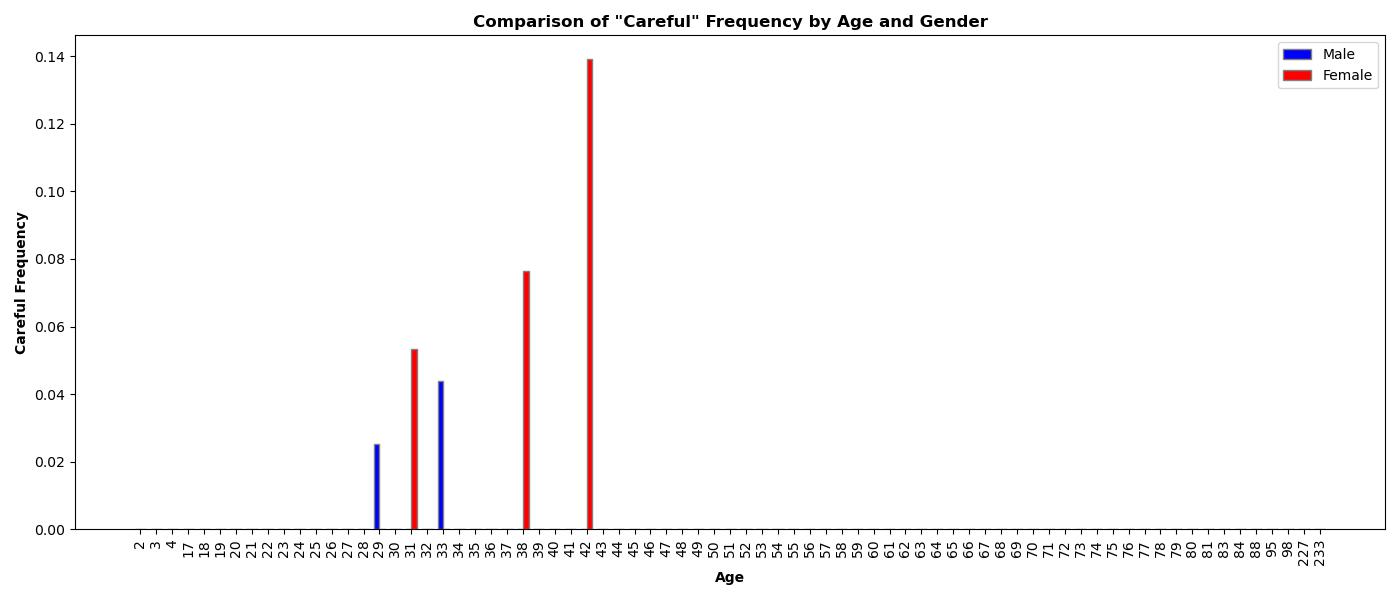 Comparison of "Careful" Frequency by Age and Gender
Male
Female
Careful Frequency
0.14
0.12
0.10
0.08
0.06
0.04
0.02
0.00
2 3 4 17 18 19 20 21 22 23 24 25 26 27 28 29 30 31 32 33 34 35 36 37 38 39 40 41 42 43 44 45 46 47 48 49 50 51 52 53 54 55 56 57 58 59 60 61 62 63 64 65 66 67 68 69 70 71 72 73 74 75 76 77 78 79 80 81 83 84 88 95 98 227 233
Age